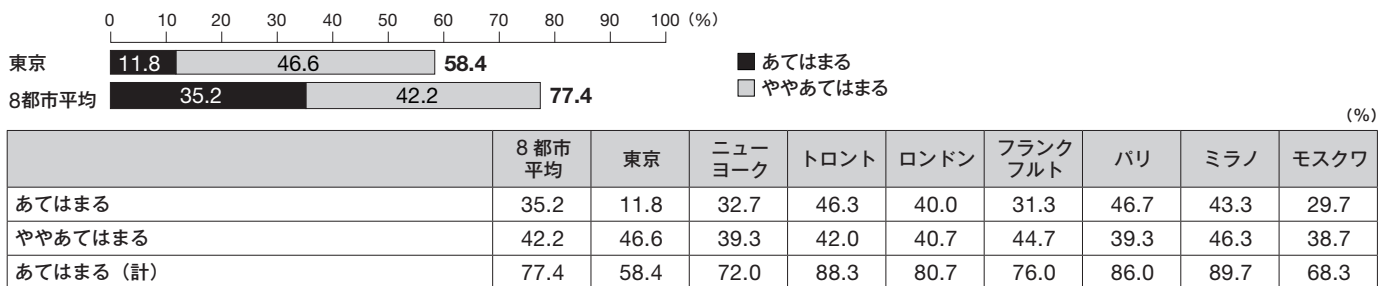 0 10 20 30 40 50 60 70 80 90 100 (%)
東京 11.8 46.6 58.4
8都市平均 35.2 42.2 77.4
■ あてはまる
□ ややあてはまる
(%)
8都市平均 東京 ニューヨーク トロント ロンドン フランクフルト パリ ミラノ モスクワ
あてはまる 35.2 11.8 32.7 46.3 40.0 31.3 46.7 43.3 29.7
ややあてはまる 42.2 46.6 39.3 42.0 40.7 44.7 39.3 46.3 38.7
あてはまる（計） 77.4 58.4 72.0 88.3 80.7 76.0 86.0 89.7 68.3